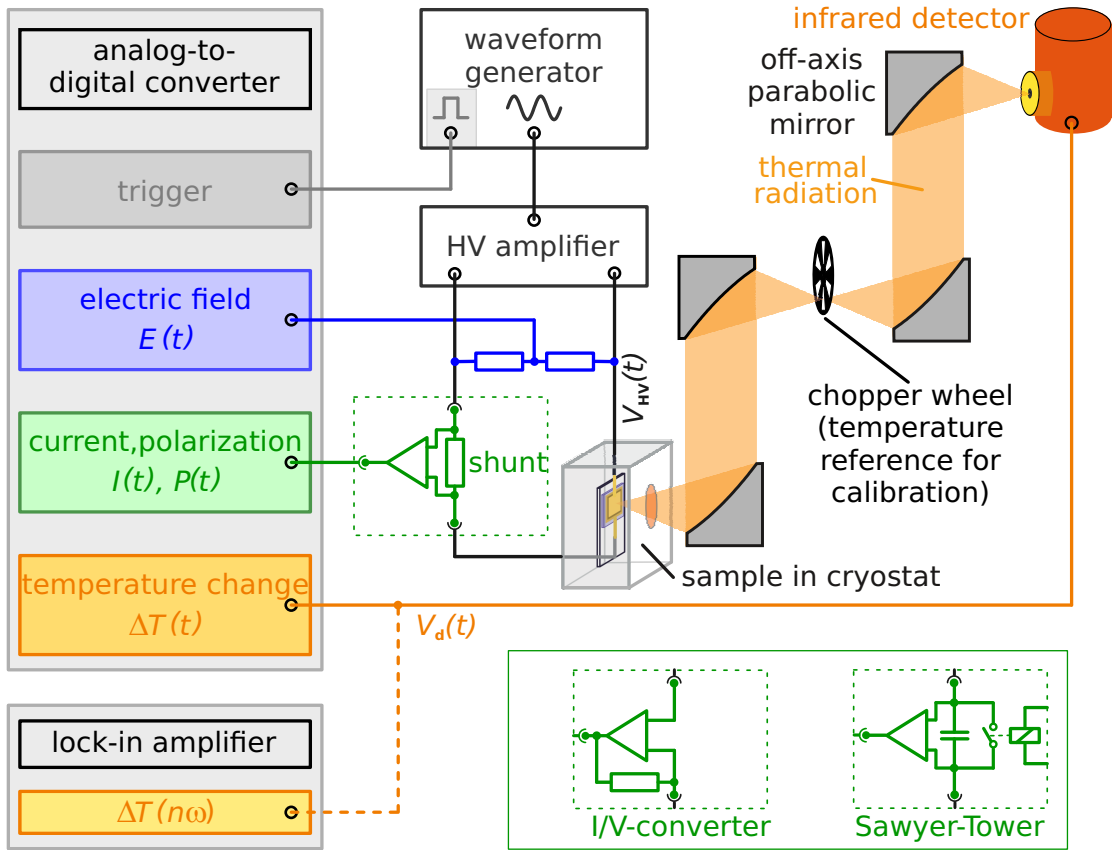 analog-to-
digital converter
trigger
electric field
E(t)
current,polarization
I(t), P(t)
temperature change
ΔT(t)
lock-in amplifier
ΔT(nω)
waveform
generator
HV amplifier
V_HV(t)
shunt
V_d(t)
sample in cryostat
infrared detector
off-axis
parabolic
mirror
thermal
radiation
chopper wheel
(temperature
reference for
calibration)
I/V-converter
Sawyer-Tower